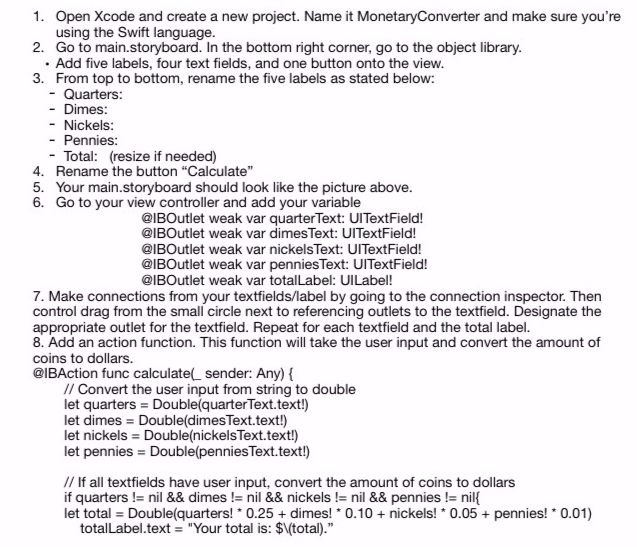 1. Open Xcode and create a new project. Name it MonetaryConverter and make sure you're
using the Swift language.
2. Go to main.storyboard. In the bottom right corner, go to the object library.
• Add five labels, four text fields, and one button onto the view.
3. From top to bottom, rename the five labels as stated below:
- Quarters:
- Dimes:
- Nickels:
- Pennies:
- Total: (resize if needed)
4. Rename the button “Calculate”
5. Your main.storyboard should look like the picture above.
6. Go to your view controller and add your variable
@IBOutlet weak var quarterText: UITextField!
@IBOutlet weak var dimesText: UITextField!
@IBOutlet weak var nickelsText: UITextField!
@IBOutlet weak var penniesText: UITextField!
@IBOutlet weak var totalLabel: UILabel!
7. Make connections from your textfields/label by going to the connection inspector. Then
control drag from the small circle next to referencing outlets to the textfield. Designate the
appropriate outlet for the textfield. Repeat for each textfield and the total label.
8. Add an action function. This function will take the user input and convert the amount of
coins to dollars.
@IBAction func calculate(_ sender: Any) {
// Convert the user input from string to double
let quarters = Double(quarterText.text!)
let dimes = Double(dimesText.text!)
let nickels = Double(nickelsText.text!)
let pennies = Double(penniesText.text!)
// If all textfields have user input, convert the amount of coins to dollars
if quarters != nil && dimes != nil && nickels != nil && pennies != nil{
let total = Double(quarters! * 0.25 + dimes! * 0.10 + nickels! * 0.05 + pennies! * 0.01)
totalLabel.text = "Your total is: $\(total).”